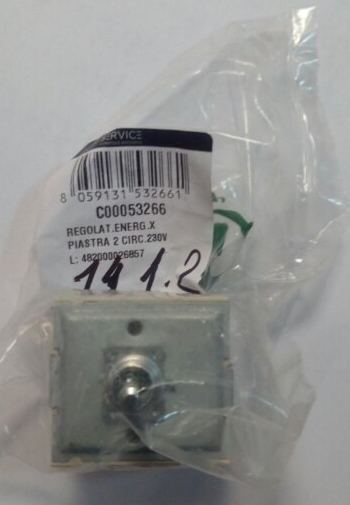 SERVICE
8 059131 532661
C00053266
REGOLAT.ENERG.X
PIASTRA 2 CIRC.230V
L: 482000026857
141.2